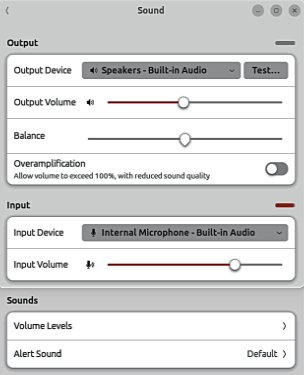 Sound
Output
Output Device
Speakers - Built-in Audio
Test...
Output Volume
Balance
Overamplification
Allow volume to exceed 100%, with reduced sound quality
Input
Input Device
Internal Microphone - Built-in Audio
Input Volume
Sounds
Volume Levels
Alert Sound
Default